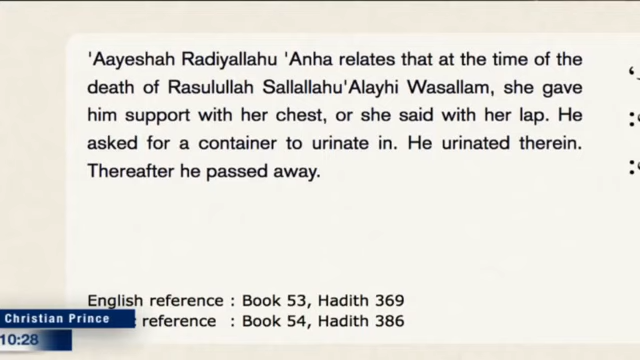 'Aayeshah Radiyallahu 'Anha relates that at the time of the
death of Rasulullah Sallallahu'Alayhi Wasallam, she gave
him support with her chest, or she said with her lap. He
asked for a container to urinate in. He urinated therein.
Thereafter he passed away.
English reference : Book 53, Hadith 369
reference : Book 54, Hadith 386
Christian Prince
10:28